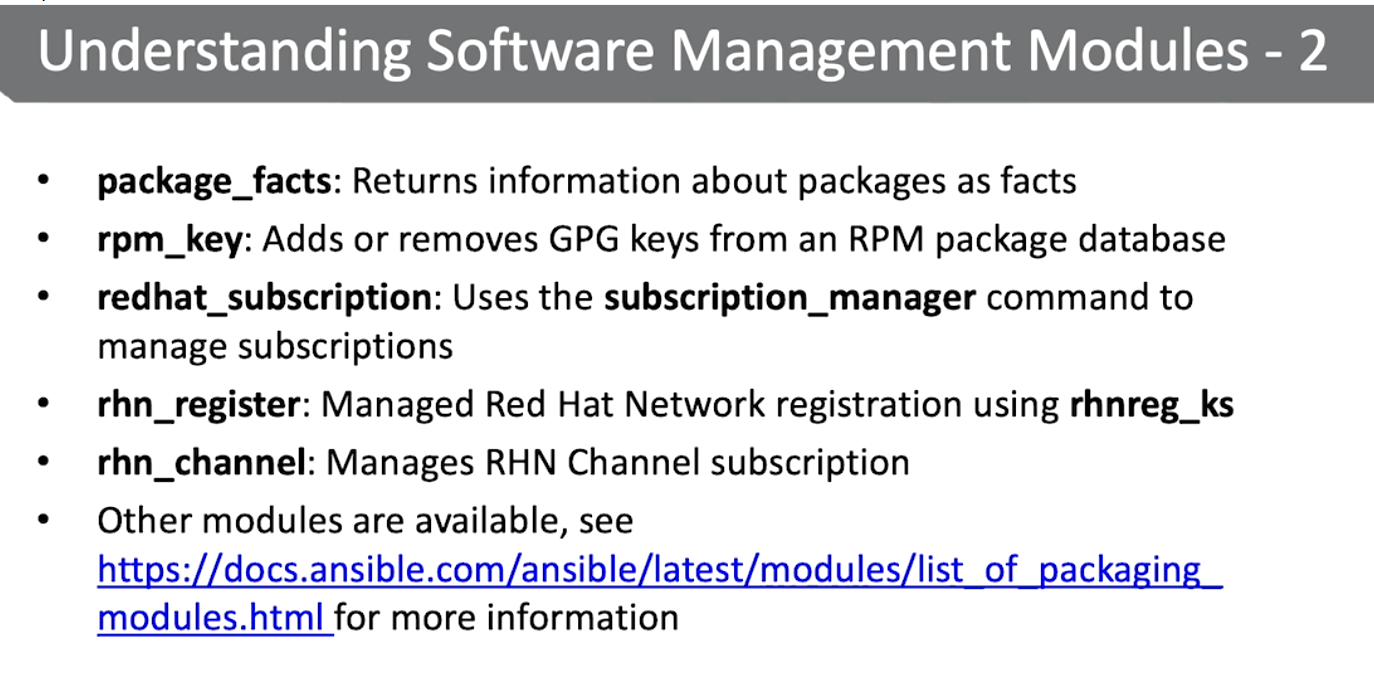 Understanding Software Management Modules - 2
• package_facts: Returns information about packages as facts
• rpm_key: Adds or removes GPG keys from an RPM package database
• redhat_subscription: Uses the subscription_manager command to
manage subscriptions
• rhn_register: Managed Red Hat Network registration using rhnreg_ks
• rhn_channel: Manages RHN Channel subscription
• Other modules are available, see
https://docs.ansible.com/ansible/latest/modules/list_of_packaging_
modules.html for more information